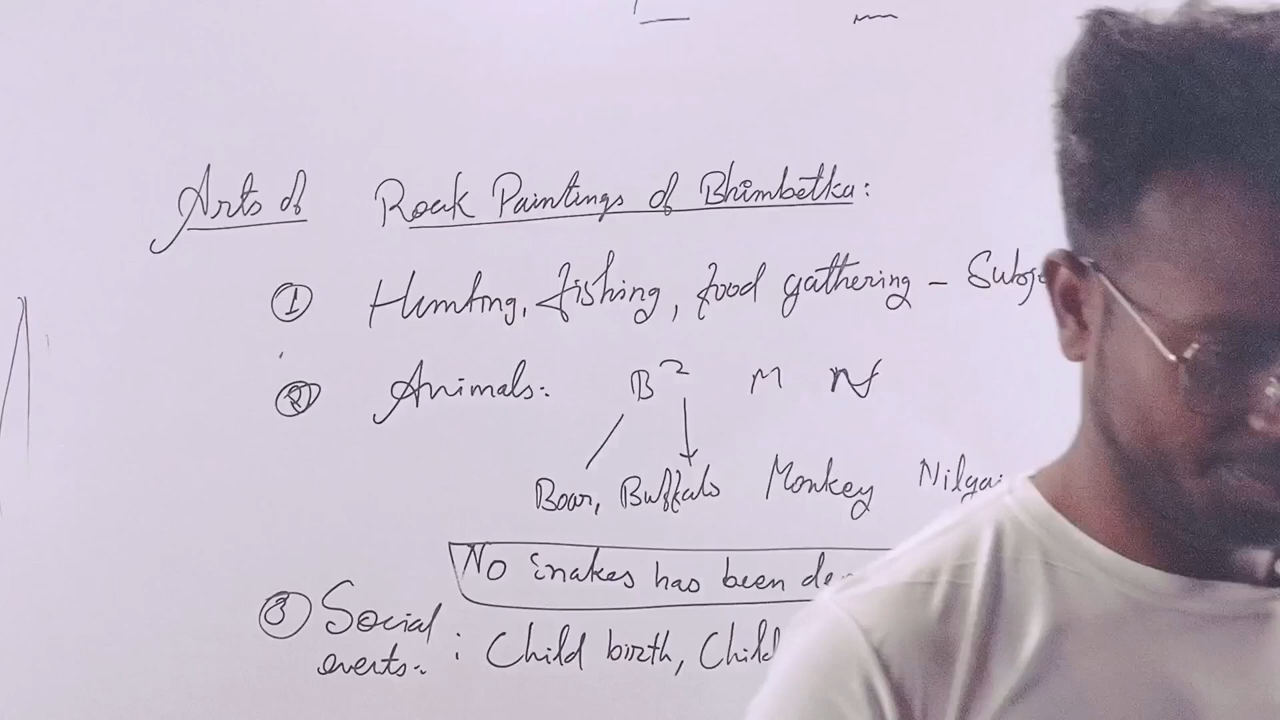 Arts of Rock Paintings of Bhimbetka:
① Hunting, fishing, food gathering - Subje
② Animals: B² M N
Boar, Buffalo Monkey Nilgai
No snakes has been de
③ Social events: : Child birth, Child